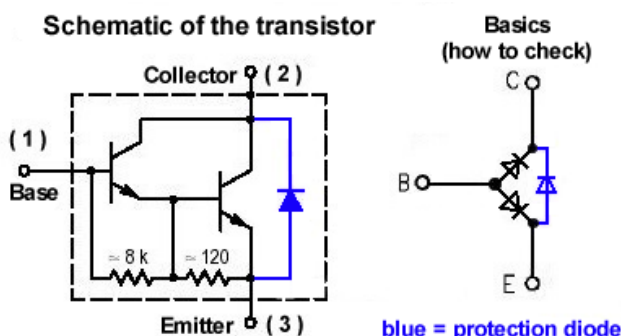 Schematic of the transistor
Collector ( 2 )
( 1 )
Base
≃ 8 k
≃ 120
Emitter ( 3 )
Basics
(how to check)
C
B
E
blue = protection diode